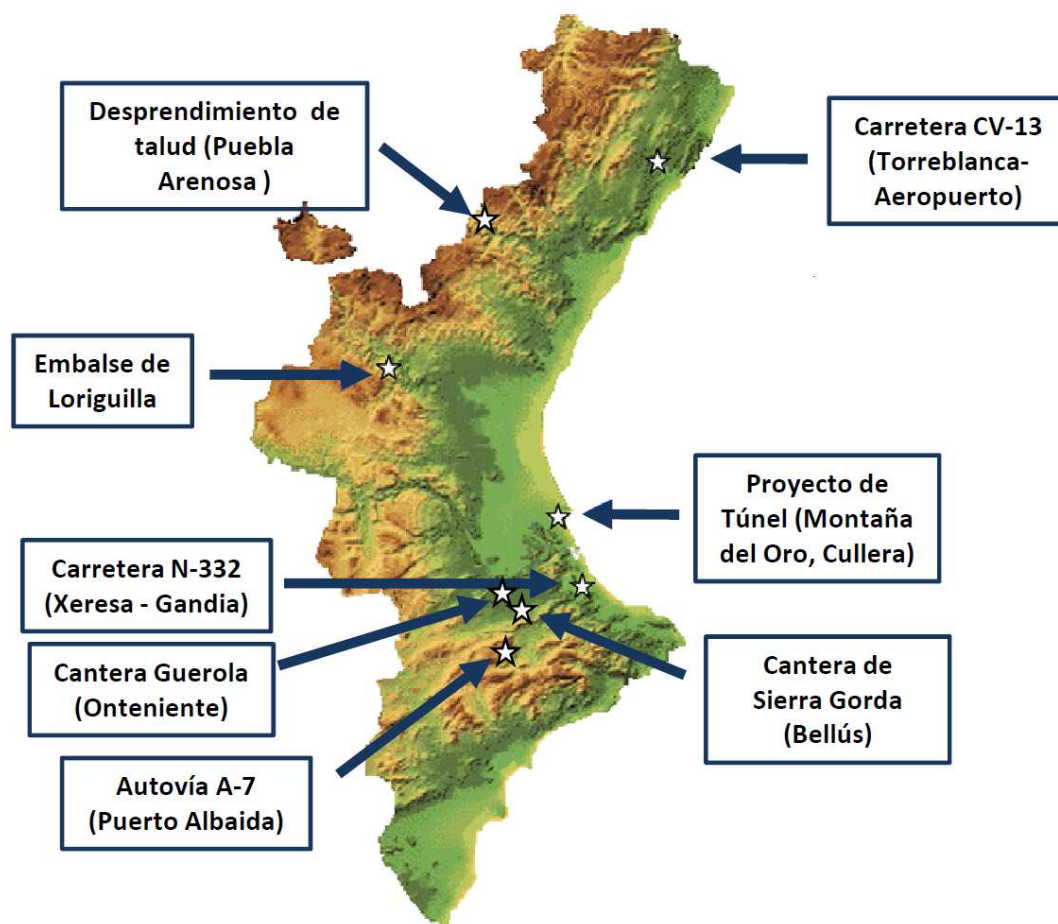 Desprendimiento de
talud (Puebla
Arenosa )
Carretera CV-13
(Torreblanca-
Aeropuerto)
Embalse de
Loriguilla
Proyecto de
Túnel (Montaña
del Oro, Cullera)
Carretera N-332
(Xeresa - Gandia)
Cantera Guerola
(Onteniente)
Cantera de
Sierra Gorda
(Bellús)
Autovía A-7
(Puerto Albaida)